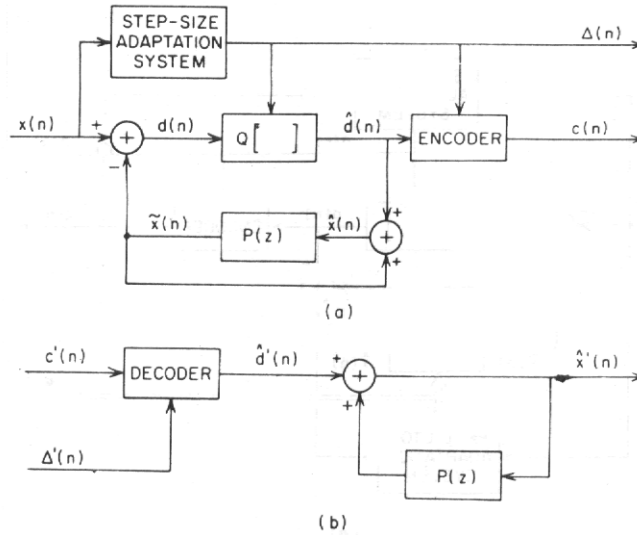 STEP-SIZE
ADAPTATION
SYSTEM
Δ(n)
x(n)
+
+
d(n)
Q[ ]
d̂(n)
ENCODER
c(n)
−
x̃(n)
P(z)
x̂(n)
+
+
+
(a)
c'(n)
DECODER
d̂'(n)
+
+
+
x̂'(n)
Δ'(n)
P(z)
(b)